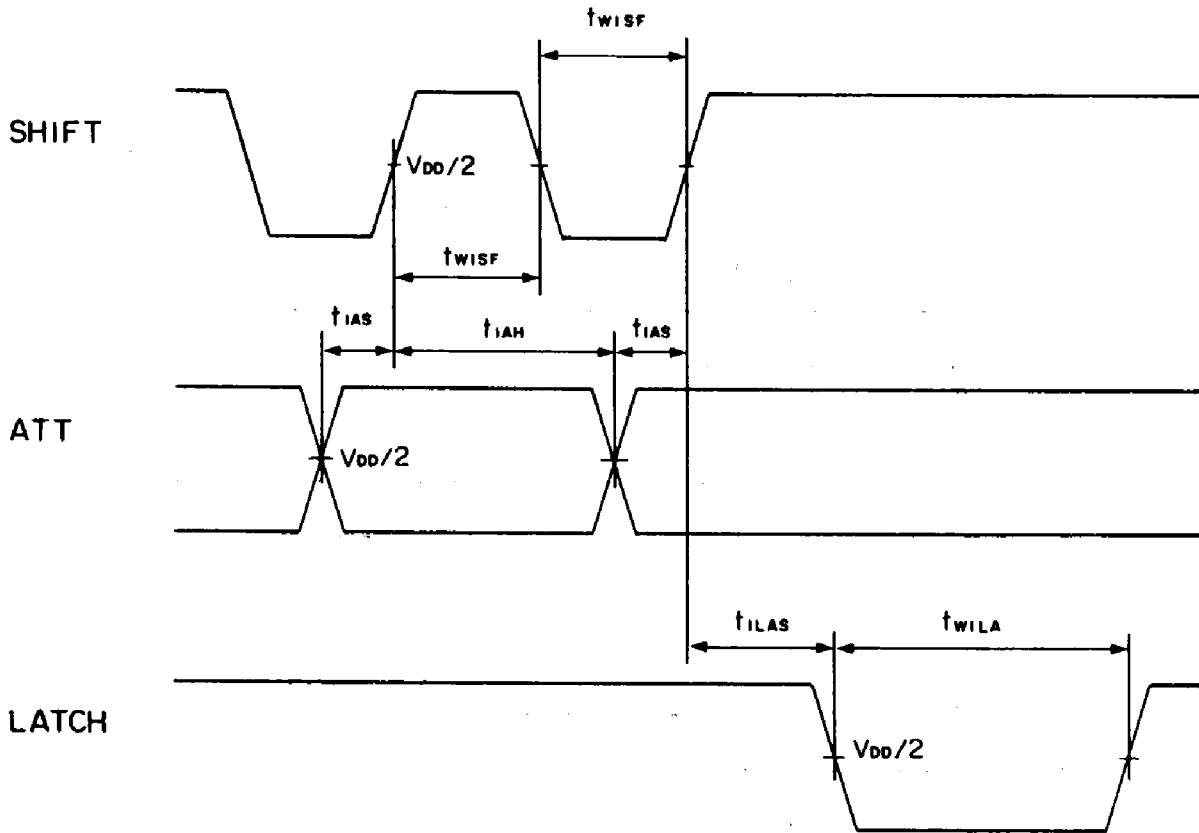 tWISF
SHIFT
VDD/2
tWISF
tIAS
tIAH
tIAS
ATT
VDD/2
tILAS
tWILA
LATCH
VDD/2